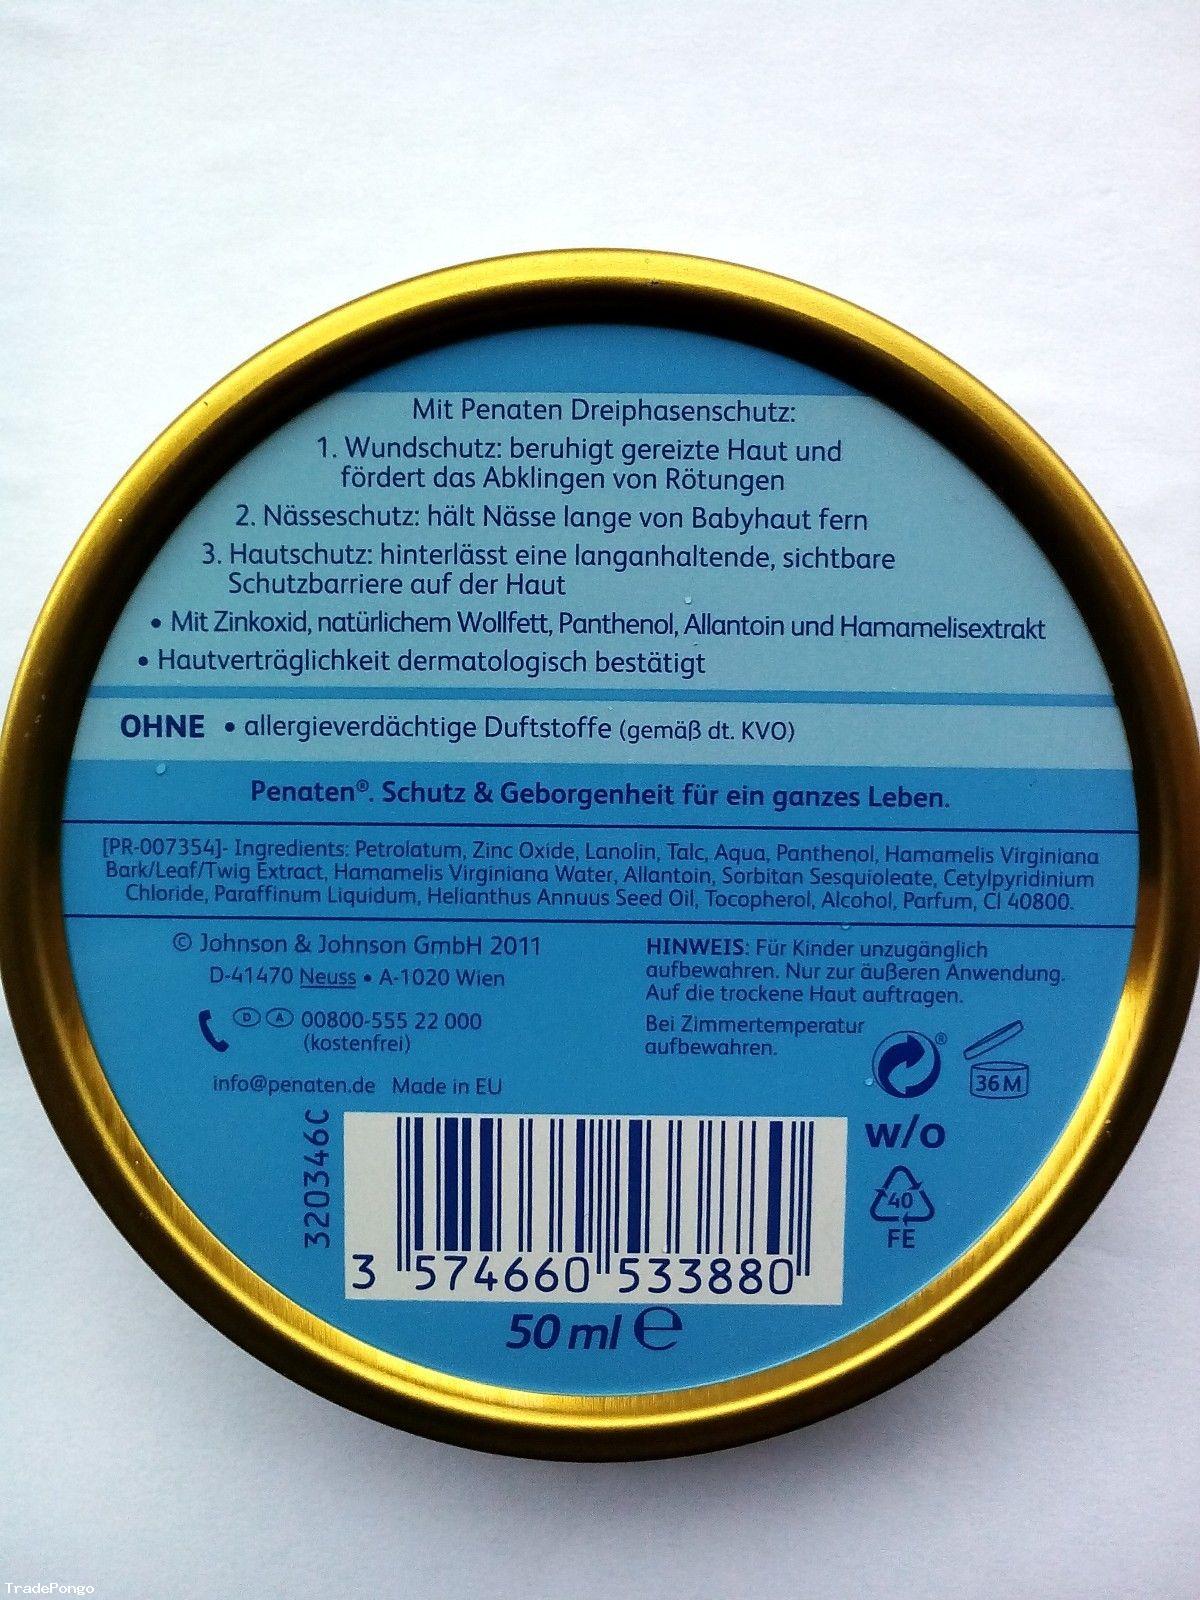 Mit Penaten Dreiphasenschutz:
1. Wundschutz: beruhigt gereizte Haut und
fördert das Abklingen von Rötungen
2. Nässeschutz: hält Nässe lange von Babyhaut fern
3. Hautschutz: hinterlässt eine langanhaltende, sichtbare
Schutzbarriere auf der Haut
• Mit Zinkoxid, natürlichem Wollfett, Panthenol, Allantoin und Hamamelisextrakt
• Hautverträglichkeit dermatologisch bestätigt
OHNE • allergieverdächtige Duftstoffe (gemäß dt. KVO)
Penaten®. Schutz & Geborgenheit für ein ganzes Leben.
[PR-007354]- Ingredients: Petrolatum, Zinc Oxide, Lanolin, Talc, Aqua, Panthenol, Hamamelis Virginiana
Bark/Leaf/Twig Extract, Hamamelis Virginiana Water, Allantoin, Sorbitan Sesquioleate, Cetylpyridinium
Chloride, Paraffinum Liquidum, Helianthus Annuus Seed Oil, Tocopherol, Alcohol, Parfum, CI 40800.
© Johnson & Johnson GmbH 2011
D-41470 Neuss • A-1020 Wien
D A 00800-555 22 000
(kostenfrei)
info@penaten.de Made in EU
HINWEIS: Für Kinder unzugänglich
aufbewahren. Nur zur äußeren Anwendung.
Auf die trockene Haut auftragen.
Bei Zimmertemperatur
aufbewahren.
®
36 M
w/o
40
FE
320346C
3 574660 533880
50 ml e
TradePongo